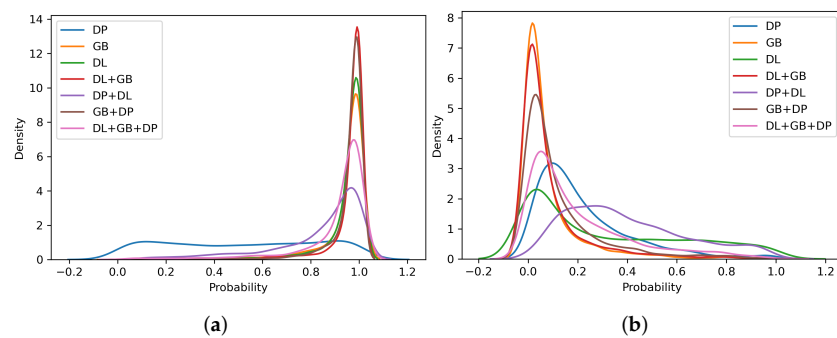 14
12
10
8
6
4
2
0
Density
DP
GB
DL
DL+GB
DP+DL
GB+DP
DL+GB+DP
−0.2 0.0 0.2 0.4 0.6 0.8 1.0 1.2
Probability
(a)
8
7
6
5
4
3
2
1
0
Density
DP
GB
DL
DL+GB
DP+DL
GB+DP
DL+GB+DP
−0.2 0.0 0.2 0.4 0.6 0.8 1.0 1.2
Probability
(b)